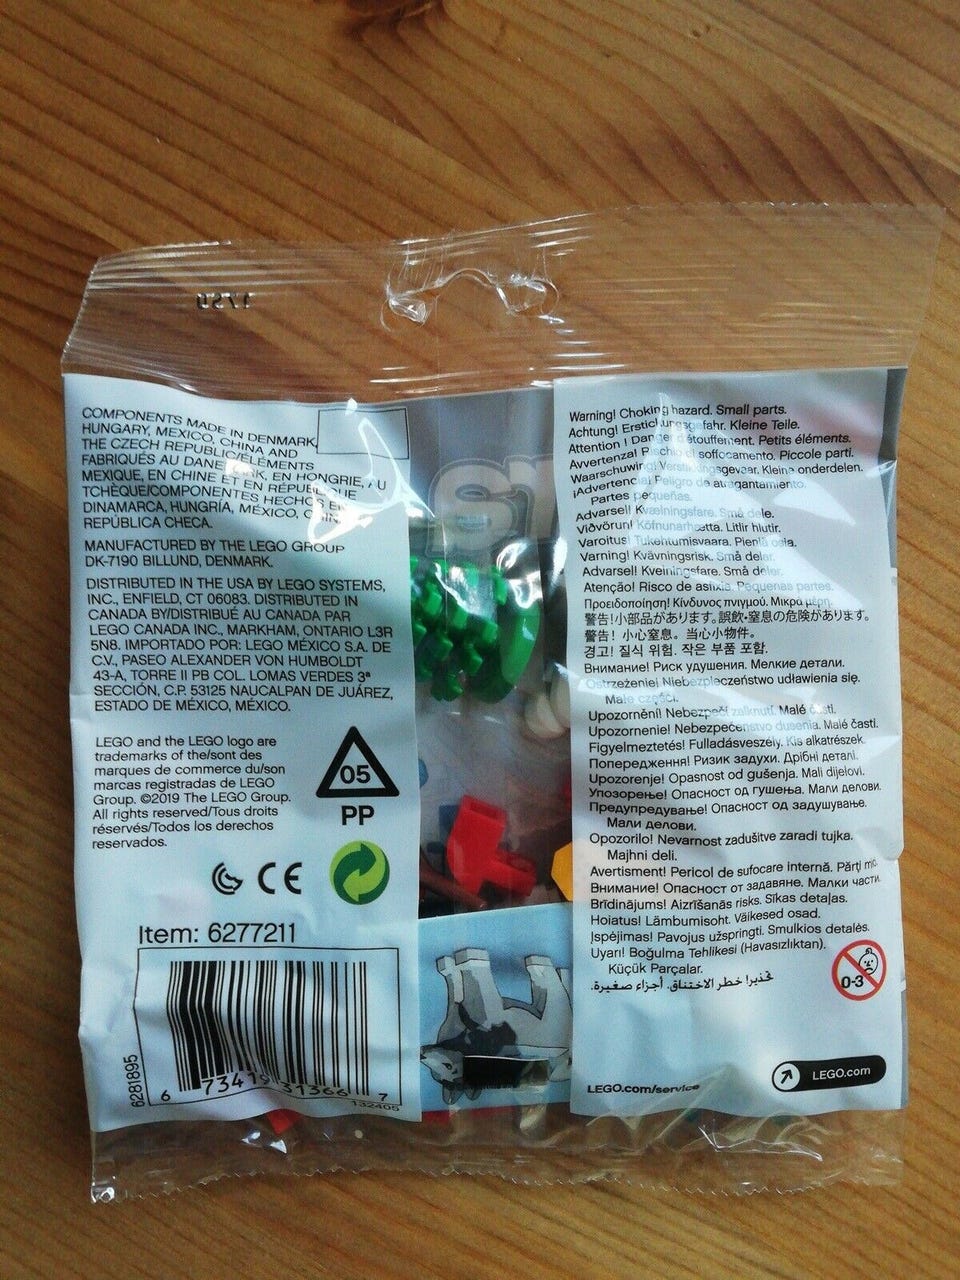 COMPONENTS MADE IN DENMARK,
HUNGARY, MEXICO, CHINA AND
THE CZECH REPUBLIC/ÉLÉMENTS
FABRIQUÉS AU DANEMARK, EN HONGRIE, AU
MEXIQUE, EN CHINE ET EN RÉPUBLIQUE
TCHÈQUE/COMPONENTES HECHOS EN
DINAMARCA, HUNGRÍA, MÉXICO, CHINA
REPÚBLICA CHECA.
MANUFACTURED BY THE LEGO GROUP
DK-7190 BILLUND, DENMARK.
DISTRIBUTED IN THE USA BY LEGO SYSTEMS,
INC., ENFIELD, CT 06083. DISTRIBUTED IN
CANADA BY/DISTRIBUÉ AU CANADA PAR
LEGO CANADA INC., MARKHAM, ONTARIO L3R
5N8. IMPORTADO POR: LEGO MÉXICO S.A. DE
C.V., PASEO ALEXANDER VON HUMBOLDT
43-A, TORRE II PB COL. LOMAS VERDES 3ª
SECCIÓN, C.P. 53125 NAUCALPAN DE JUÁREZ,
ESTADO DE MÉXICO, MÉXICO.
LEGO and the LEGO logo are
trademarks of the/sont des
marques de commerce du/son
marcas registradas de LEGO
Group. ©2019 The LEGO Group.
All rights reserved/Tous droits
réservés/Todos los derechos
reservados.
05
PP
CE
Item: 6277211
6281895
6 73419 31366 7
132405
Warning! Choking hazard. Small parts.
Achtung! Erstickungsgefahr. Kleine Teile.
Attention ! Danger d'étouffement. Petits éléments.
Avvertenza! Rischio di soffocamento. Piccole parti.
Waarschuwing! Verstikkingsgevaar. Kleine onderdelen.
¡Advertencia! Peligro de atragantamiento.
Partes pequeñas.
Advarsel! Kvælningsfare. Små dele.
Viðvörun! Köfnunarhætta. Litlir hlutir.
Varoitus! Tukehtumisvaara. Pieniä osia.
Varning! Kvävningsrisk. Små delar.
Advarsel! Kveiningsfare. Små deler.
Atenção! Risco de asfixia. Pequenas partes.
Προειδοποίηση! Κίνδυνος πνιγμού. Μικρά μέρη.
警告!小部品があります。誤飲・窒息の危険があります。
警告! 小心窒息。当心小物件。
경고! 질식 위험. 작은 부품 포함.
Внимание! Риск удушения. Мелкие детали.
Ostrzeżenie! Niebezpieczeństwo udławienia się.
Małe części.
Upozornění! Nebezpečí zalknutí. Malé části.
Upozornenie! Nebezpečenstvo dusenia. Malé časti.
Figyelmeztetés! Fulladásveszély. Kis alkatrészek.
Попередження! Ризик задухи. Дрібні деталі.
Upozorenje! Opasnost od gušenja. Mali dijelovi.
Упозорење! Опасност од гушења. Мали делови.
Предупредување! Опасност од задушување.
Мали делови.
Opozorilo! Nevarnost zadušitve zaradi tujka.
Majhni deli.
Avertisment! Pericol de sufocare internă. Părţi mici
Внимание! Опасност от задавяне. Малки части
Brīdinājums! Aizrīšanās risks. Sīkas detaļas.
Hoiatus! Lämbumisoht. Väikesed osad.
Įspėjimas! Pavojus užspringti. Smulkios detalės.
Uyarı! Boğulma Tehlikesi (Havasızlıktan).
Küçük Parçalar.
تحذير! خطر الاختناق. أجزاء صغيرة.
0-3
LEGO.com/service
LEGO.com